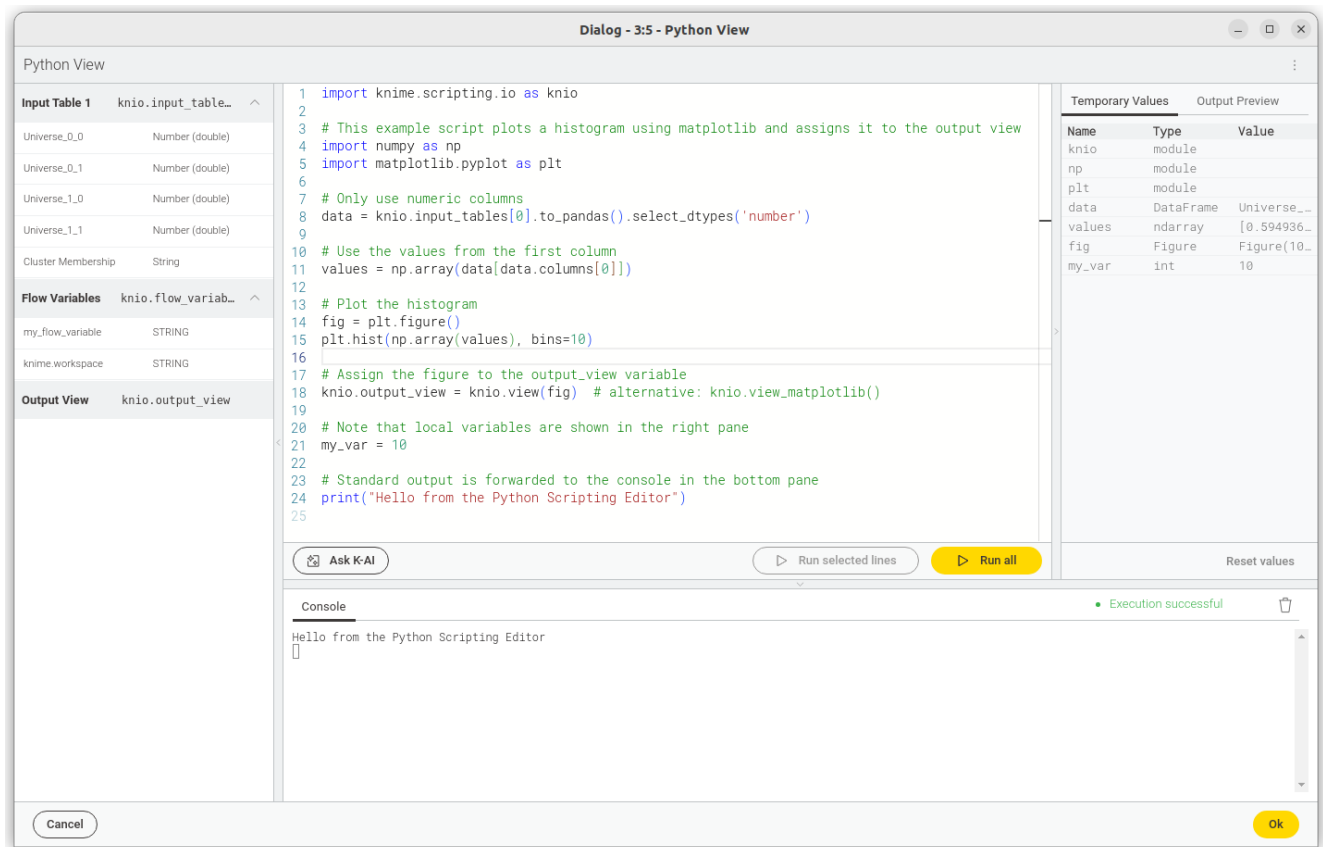 Dialog - 3:5 - Python View
Python View
Input Table 1 knio.input_table…
Universe_0_0 Number (double)
Universe_0_1 Number (double)
Universe_1_0 Number (double)
Universe_1_1 Number (double)
Cluster Membership String
Flow Variables knio.flow_variab…
my_flow_variable STRING
knime.workspace STRING
Output View knio.output_view
1 import knime.scripting.io as knio
2
3 # This example script plots a histogram using matplotlib and assigns it to the output view
4 import numpy as np
5 import matplotlib.pyplot as plt
6
7 # Only use numeric columns
8 data = knio.input_tables[0].to_pandas().select_dtypes('number')
9
10 # Use the values from the first column
11 values = np.array(data[data.columns[0]])
12
13 # Plot the histogram
14 fig = plt.figure()
15 plt.hist(np.array(values), bins=10)
16
17 # Assign the figure to the output_view variable
18 knio.output_view = knio.view(fig)  # alternative: knio.view_matplotlib()
19
20 # Note that local variables are shown in the right pane
21 my_var = 10
22
23 # Standard output is forwarded to the console in the bottom pane
24 print("Hello from the Python Scripting Editor")
25
Ask K-AI Run selected lines Run all
Temporary Values Output Preview
Name Type Value
knio module
np module
plt module
data DataFrame Universe_…
values ndarray [0.594936…
fig Figure Figure(10…
my_var int 10
Reset values
Console Execution successful
Hello from the Python Scripting Editor
Cancel Ok